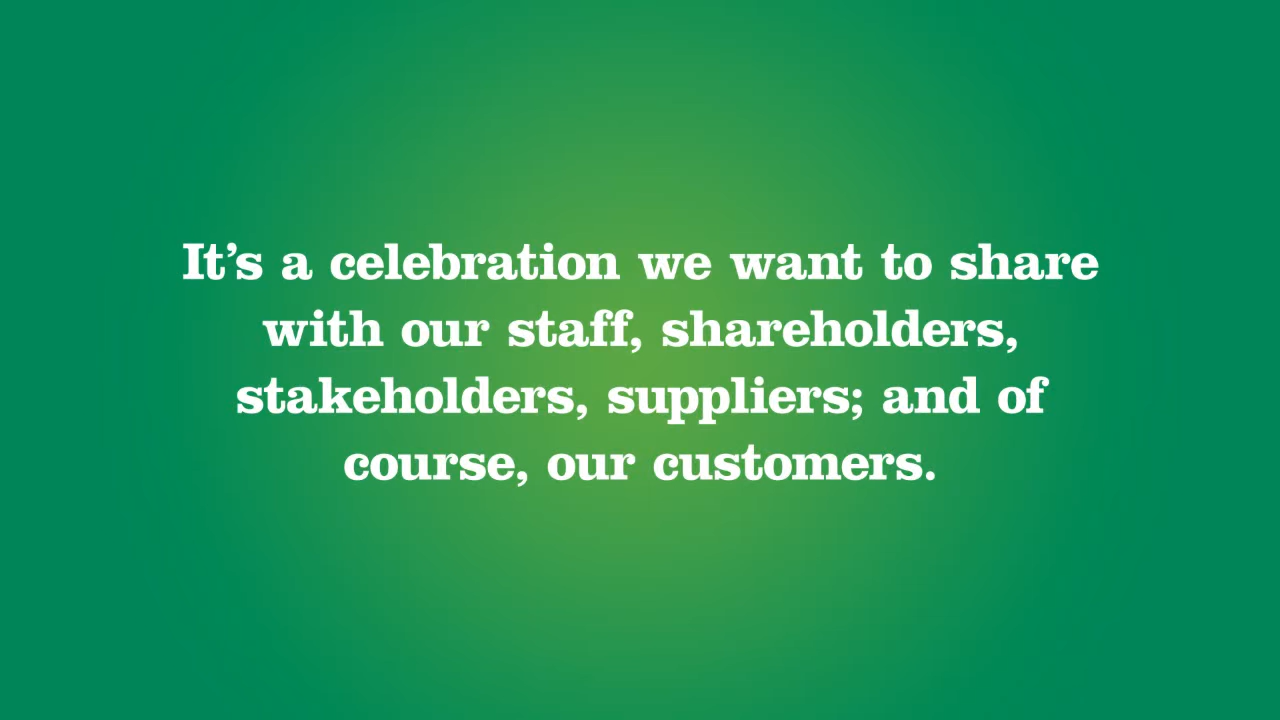 It’s a celebration we want to share
with our staff, shareholders,
stakeholders, suppliers; and of
course, our customers.